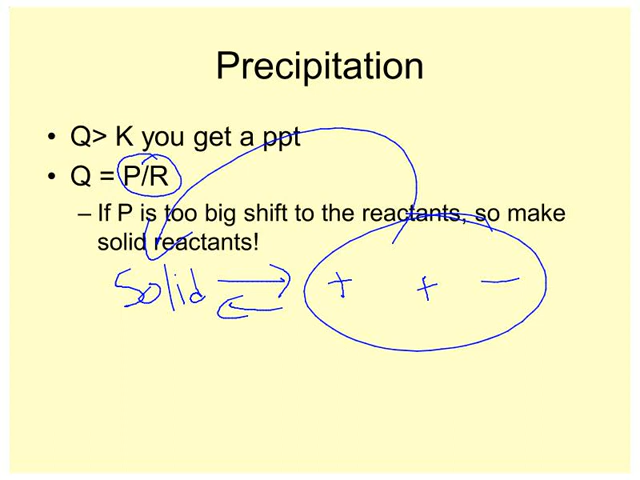 Precipitation
• Q> K you get a ppt
• Q = P/R
– If P is too big shift to the reactants, so make
solid reactants!
Solid ⇌ + + −